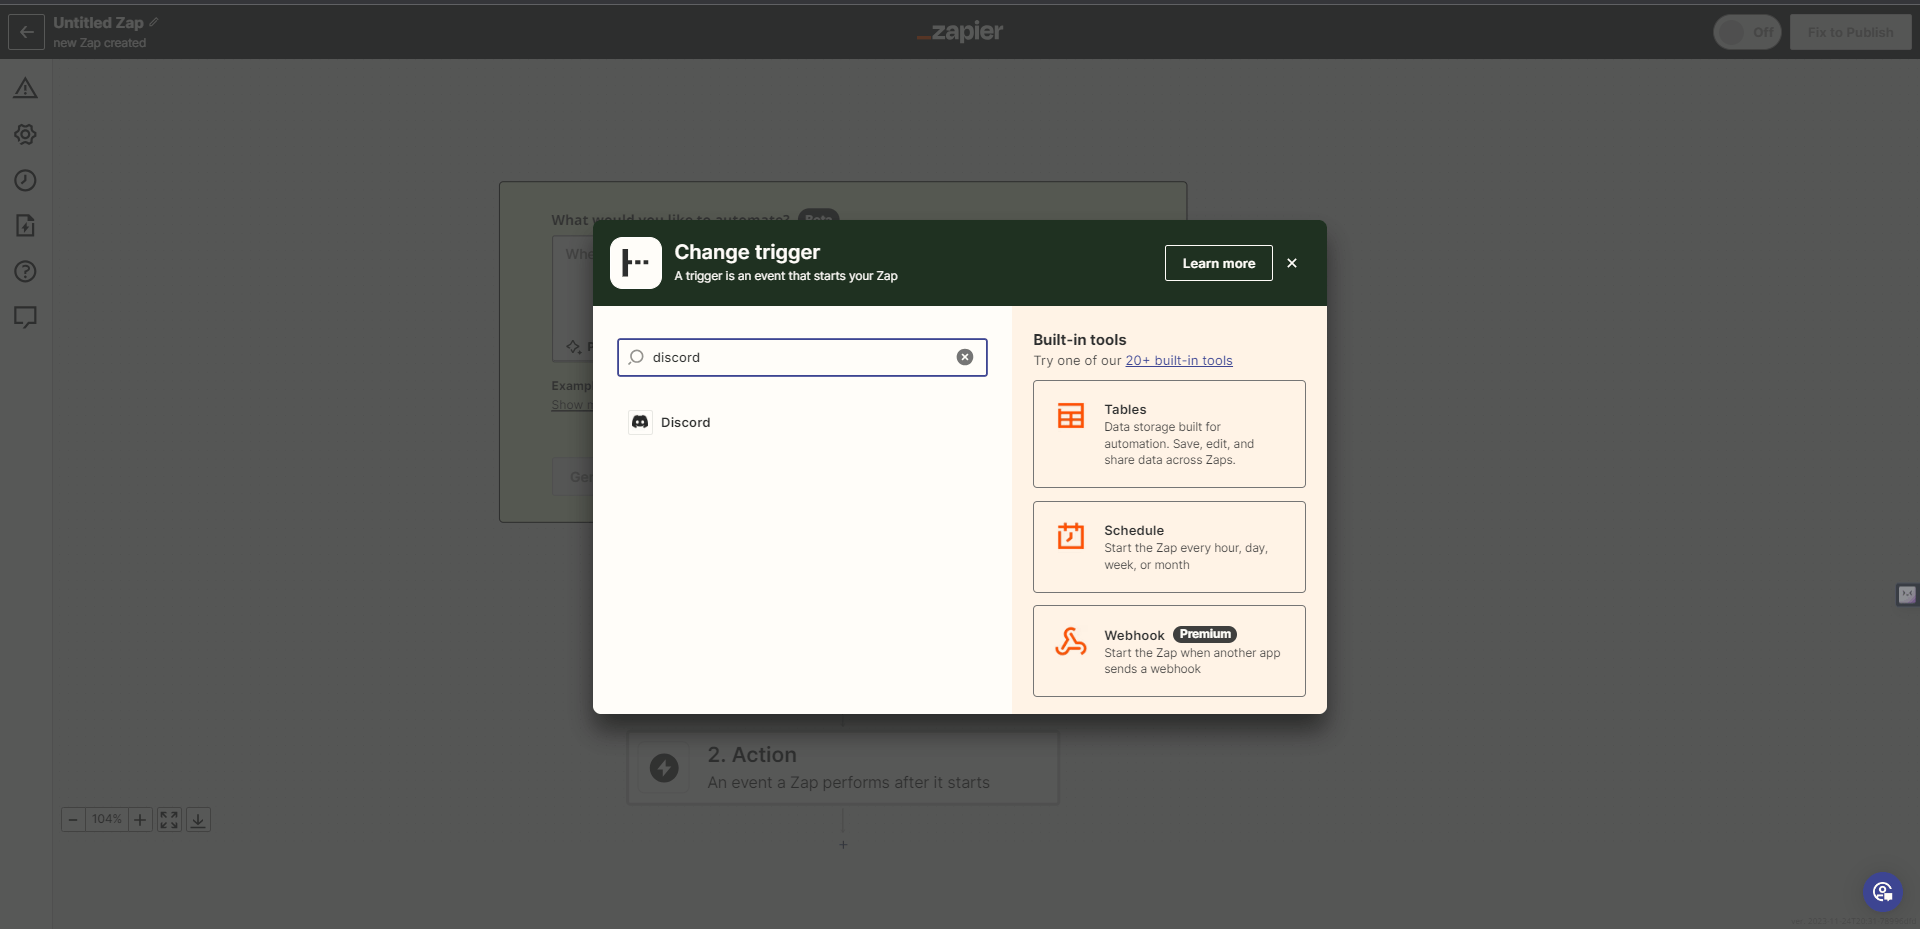 Untitled Zap
new Zap created
zapier
Off
Fix to Publish
What would you like to automate? Beta
Whe
Change trigger
A trigger is an event that starts your Zap
Learn more
discord
Discord
Built-in tools
Try one of our 20+ built-in tools
Tables
Data storage built for
automation. Save, edit, and
share data across Zaps.
Schedule
Start the Zap every hour, day,
week, or month
Webhook Premium
Start the Zap when another app
sends a webhook
Examp
Show
2. Action
An event a Zap performs after it starts
104%